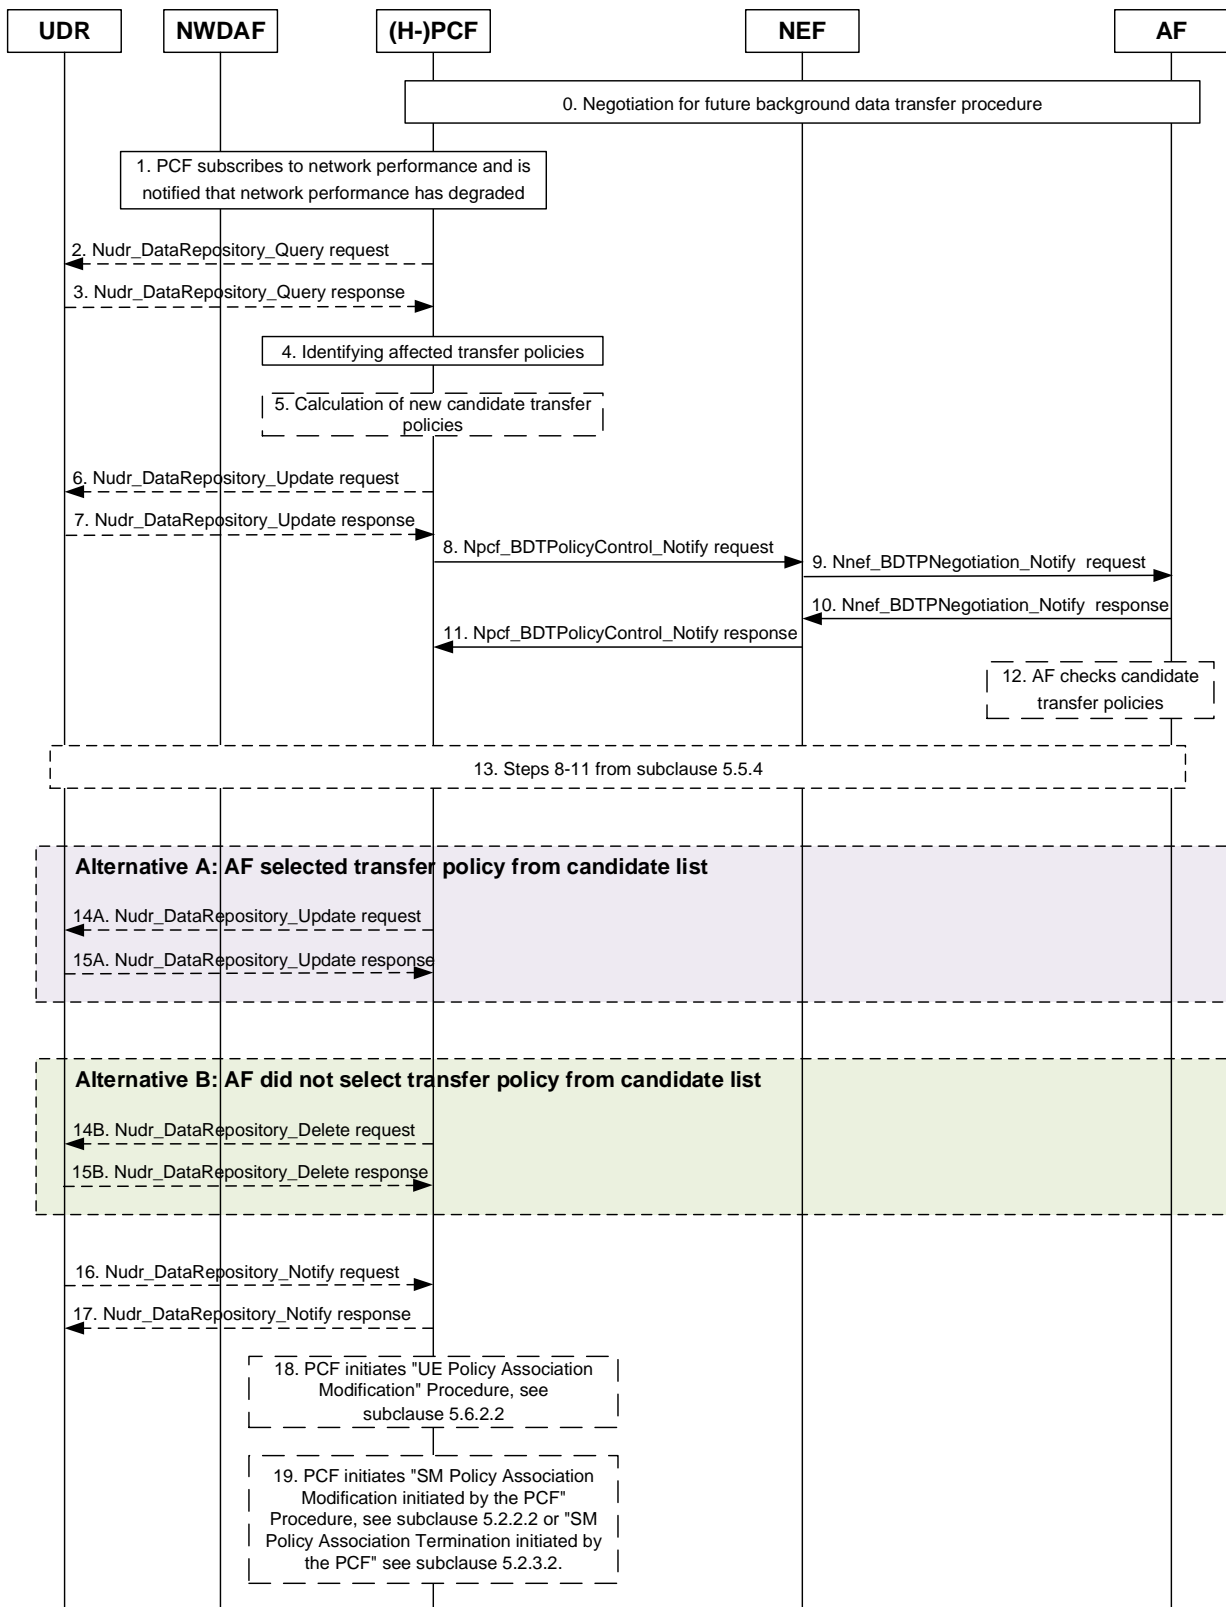 UDR
NWDAF
(H-)PCF
NEF
AF
0. Negotiation for future background data transfer procedure
1. PCF subscribes to network performance and is
notified that network performance has degraded
2. Nudr_DataRepository_Query request
3. Nudr_DataRepository_Query response
4. Identifying affected transfer policies
5. Calculation of new candidate transfer
policies
6. Nudr_DataRepository_Update request
7. Nudr_DataRepository_Update response
8. Npcf_BDTPolicyControl_Notify request
9. Nnef_BDTPNegotiation_Notify request
10. Nnef_BDTPNegotiation_Notify response
11. Npcf_BDTPolicyControl_Notify response
12. AF checks candidate
transfer policies
13. Steps 8-11 from subclause 5.5.4
Alternative A: AF selected transfer policy from candidate list
14A. Nudr_DataRepository_Update request
15A. Nudr_DataRepository_Update response
Alternative B: AF did not select transfer policy from candidate list
14B. Nudr_DataRepository_Delete request
15B. Nudr_DataRepository_Delete response
16. Nudr_DataRepository_Notify request
17. Nudr_DataRepository_Notify response
18. PCF initiates "UE Policy Association
Modification" Procedure, see
subclause 5.6.2.2
19. PCF initiates "SM Policy Association
Modification initiated by the PCF"
Procedure, see subclause 5.2.2.2 or "SM
Policy Association Termination initiated by
the PCF" see subclause 5.2.3.2.